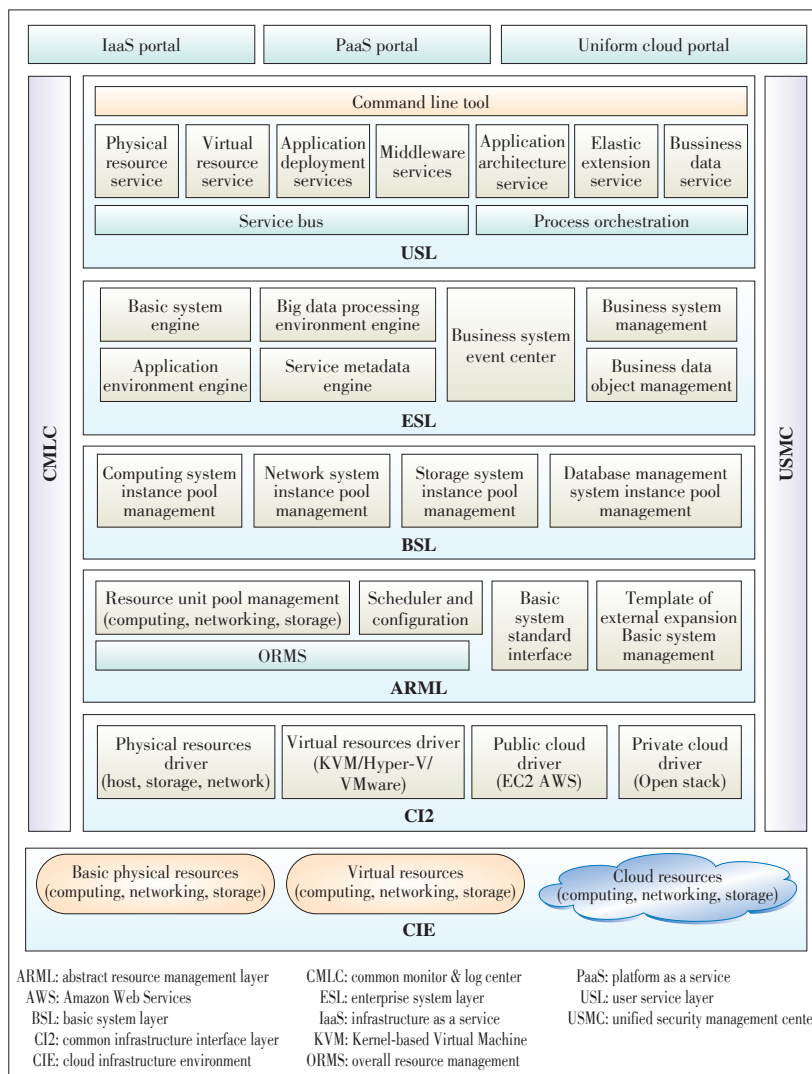 IaaS portal
PaaS portal
Uniform cloud portal
CMLC
USMC
Command line tool
Physical
resource
service
Virtual
resource
service
Application
deployment
services
Middleware
services
Application
architecture
service
Elastic
extension
service
Bussiness
data
service
Service bus
Process orchestration
USL
Basic system
engine
Big data processing
environment engine
Business system
event center
Business system
management
Application
environment engine
Service metadata
engine
Business data
object management
ESL
Computing system
instance pool
management
Network system
instance pool
management
Storage system
instance pool
management
Database management
system instance pool
management
BSL
Resource unit pool management
(computing, networking, storage)
Scheduler and
configuration
Basic
system
standard
interface
Template of
external expansion
Basic system
management
ORMS
ARML
Physical resources
driver
(host, storage, network)
Virtual resources driver
(KVM/Hyper-V/
VMware)
Public cloud
driver
(EC2 AWS)
Private cloud
driver
(Open stack)
CI2
Basic physical resources
(computing, networking, storage)
Virtual resources
(computing, networking, storage)
Cloud resources
(computing, networking, storage)
CIE
ARML: abstract resource management layer
AWS: Amazon Web Services
BSL: basic system layer
CI2: common infrastructure interface layer
CIE: cloud infrastructure environment
CMLC: common monitor & log center
ESL: enterprise system layer
IaaS: infrastructure as a service
KVM: Kernel-based Virtual Machine
ORMS: overall resource management
PaaS: platform as a service
USL: user service layer
USMC: unified security management cente